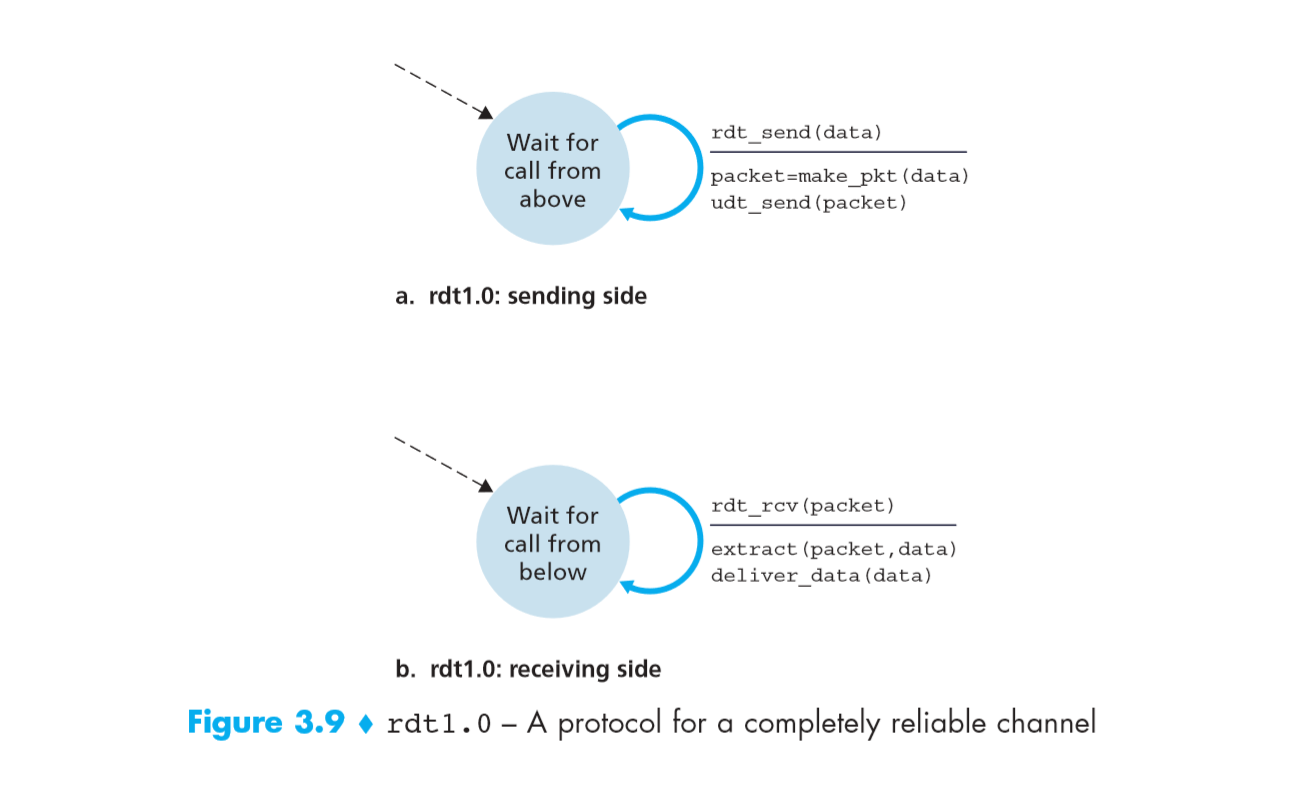 Wait for
call from
above
rdt_send(data)
packet=make_pkt(data)
udt_send(packet)
a. rdt1.0: sending side
Wait for
call from
below
rdt_rcv(packet)
extract(packet,data)
deliver_data(data)
b. rdt1.0: receiving side
Figure 3.9 ♦ rdt1.0 – A protocol for a completely reliable channel